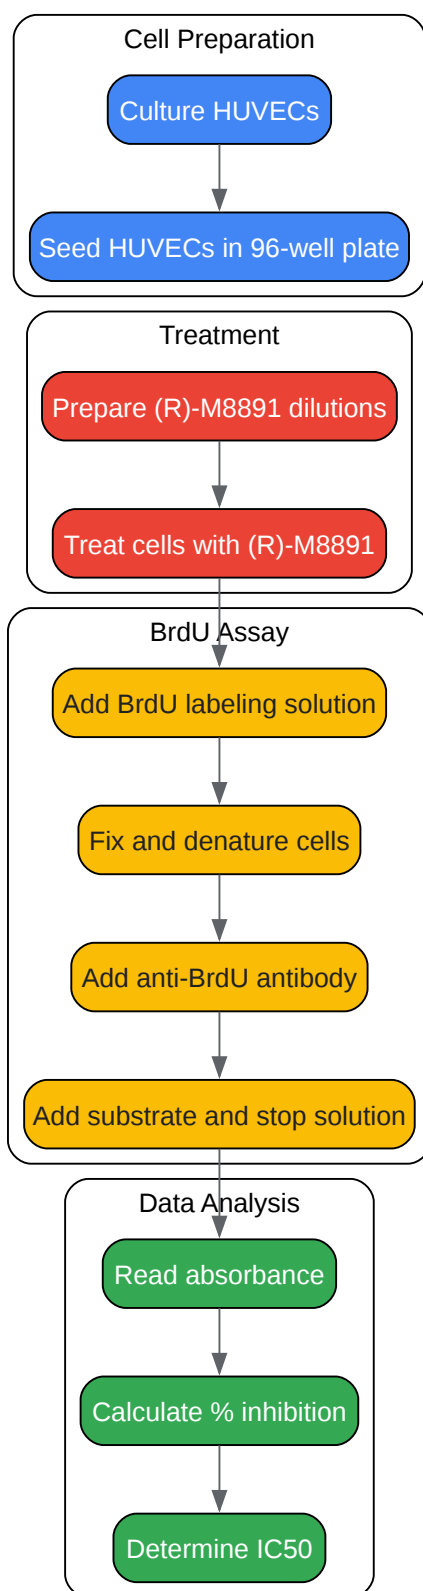 Cell Preparation
Culture HUVECs
Seed HUVECs in 96-well plate
Treatment
Prepare (R)-M8891 dilutions
Treat cells with (R)-M8891
BrdU Assay
Add BrdU labeling solution
Fix and denature cells
Add anti-BrdU antibody
Add substrate and stop solution
Data Analysis
Read absorbance
Calculate % inhibition
Determine IC50